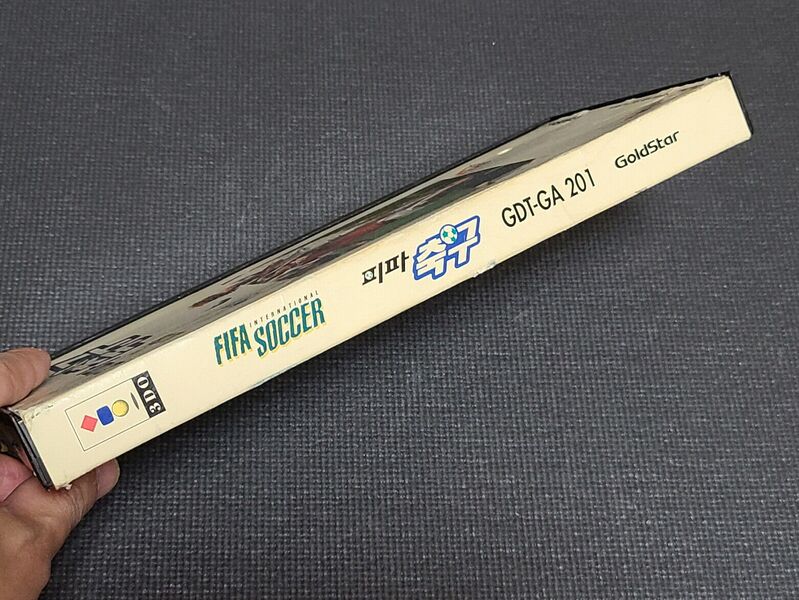 3DO
FIFA INTERNATIONAL SOCCER
피파 축구
GDT-GA 201
GoldStar